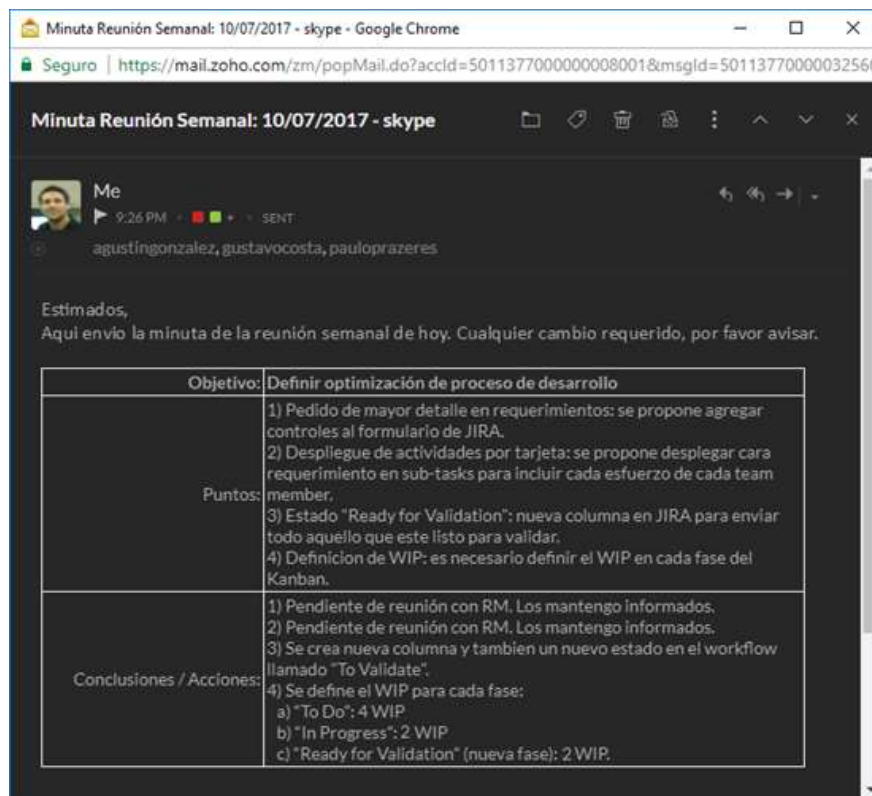 Minuta Reunión Semanal: 10/07/2017 - skype - Google Chrome
Seguro | https://mail.zoho.com/zm/popMail.do?accId=5011377000000008001&msgId=50113770000003256
Minuta Reunión Semanal: 10/07/2017 - skype
Me
9:26 PM SENT
agustingonzalez, gustavocosta, pauloprazeres
Estimados,
Aqui envio la minuta de la reunión semanal de hoy. Cualquier cambio requerido, por favor avisar.
Objetivo: Definir optimización de proceso de desarrollo
1) Pedido de mayor detalle en requerimientos: se propone agregar
controles al formulario de JIRA.
2) Despliegue de actividades por tarjeta: se propone desplegar cara
requerimiento en sub-tasks para incluir cada esfuerzo de cada team
Puntos: member.
3) Estado "Ready for Validation": nueva columna en JIRA para enviar
todo aquello que este listo para validar.
4) Definicion de WIP: es necesario definir el WIP en cada fase del
Kanban.
1) Pendiente de reunión con RM. Los mantengo informados.
2) Pendiente de reunión con RM. Los mantengo informados.
3) Se crea nueva columna y tambien un nuevo estado en el workflow
Conclusiones / Acciones: llamado "To Validate".
4) Se define el WIP para cada fase:
a) "To Do": 4 WIP
b) "In Progress": 2 WIP
c) "Ready for Validation" (nueva fase): 2 WIP.